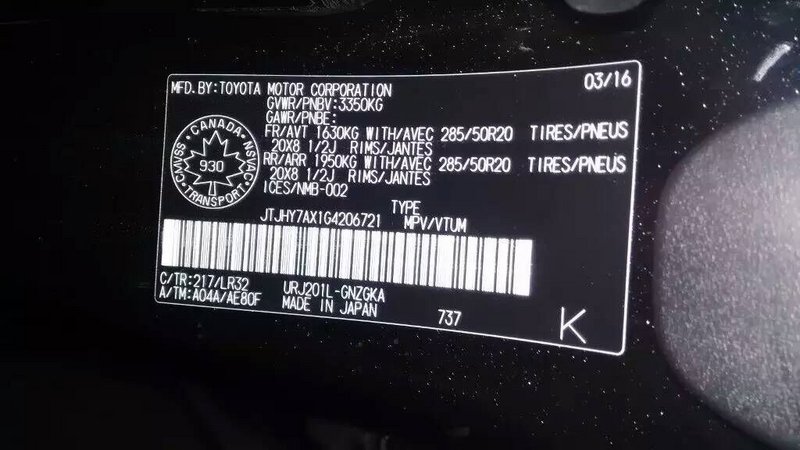 MFD.BY:TOYOTA MOTOR CORPORATION 03/16
GVWR/PNBV:3350KG
GAWR/PNBE:
FR/AVT 1630KG WITH/AVEC 285/50R20 TIRES/PNEUS
20X8 1/2J RIMS/JANTES
RR/ARR 1950KG WITH/AVEC 285/50R20 TIRES/PNEUS
20X8 1/2J RIMS/JANTES
ICES/NMB-002
CANADA
CMVSS
NSVAC
930
TRANSPORT
TYPE
JTJHY7AX1G4206721 MPV/VTUM
C/TR:217/LR32 URJ201L-GNZGKA
A/TM:A04A/AE80F MADE IN JAPAN 737 K